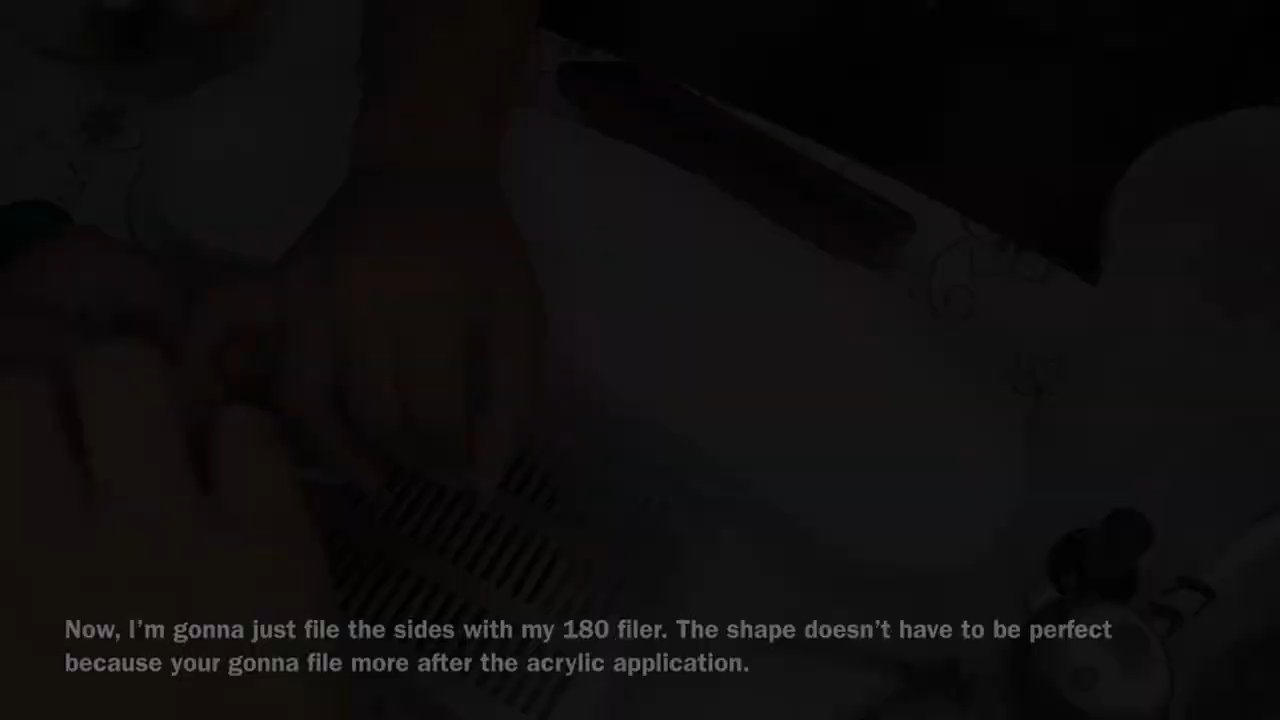 Now, I’m gonna just file the sides with my 180 filer. The shape doesn’t have to be perfect
because your gonna file more after the acrylic application.